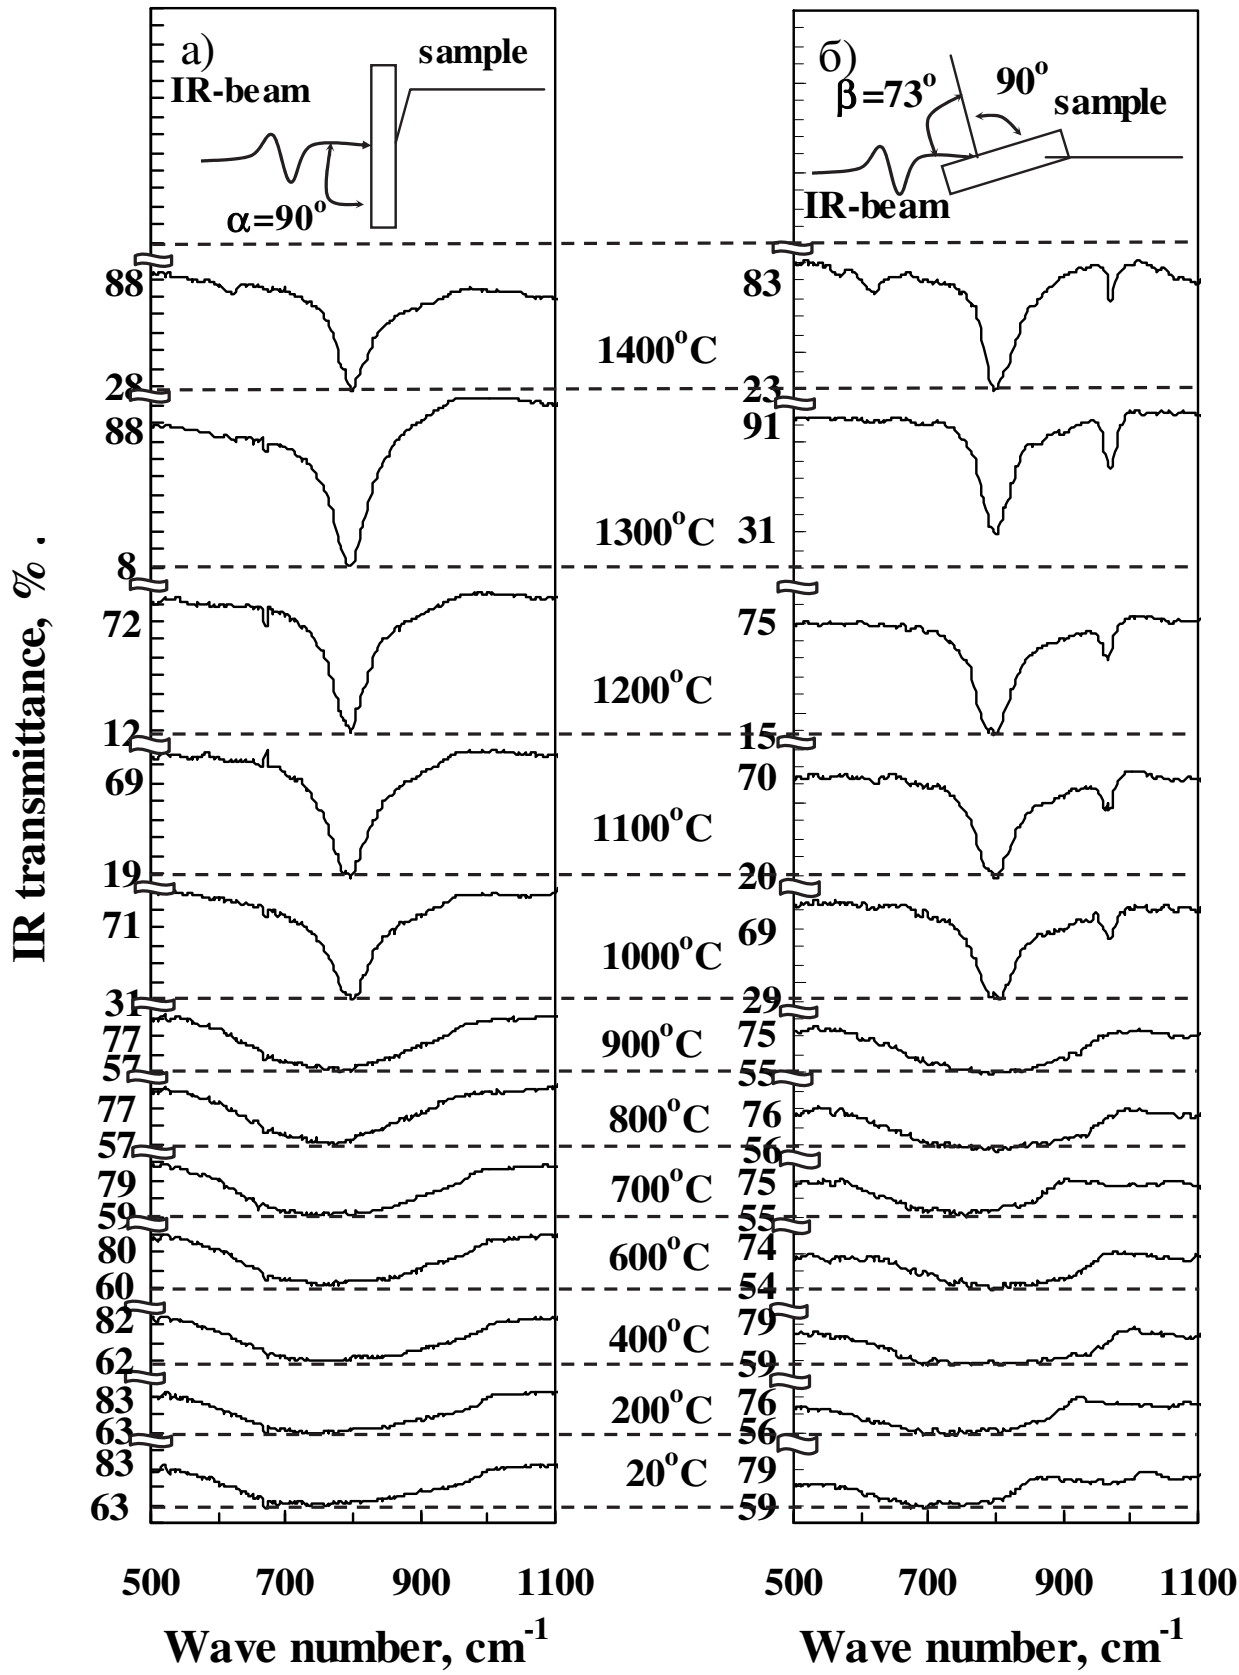 а)
sample
IR-beam
α=90°
б)
β=73°
90°
sample
IR-beam
IR transmittance, % .
88
28
1400°C
83
23
88
8
1300°C
91
31
72
12
1200°C
75
15
69
19
1100°C
70
20
71
31
1000°C
69
29
77
57
900°C
75
55
77
57
800°C
76
56
79
59
700°C
75
55
80
60
600°C
74
54
82
62
400°C
79
59
83
63
200°C
76
56
83
63
20°C
79
59
500 700 900 1100
500 700 900 1100
Wave number, cm⁻¹
Wave number, cm⁻¹